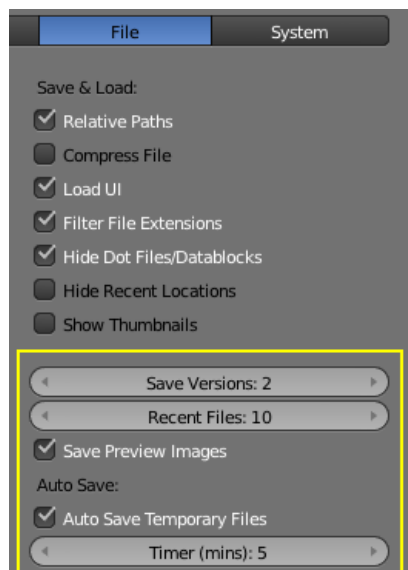 File System
Save & Load:
Relative Paths
Compress File
Load UI
Filter File Extensions
Hide Dot Files/Datablocks
Hide Recent Locations
Show Thumbnails
Save Versions: 2
Recent Files: 10
Save Preview Images
Auto Save:
Auto Save Temporary Files
Timer (mins): 5